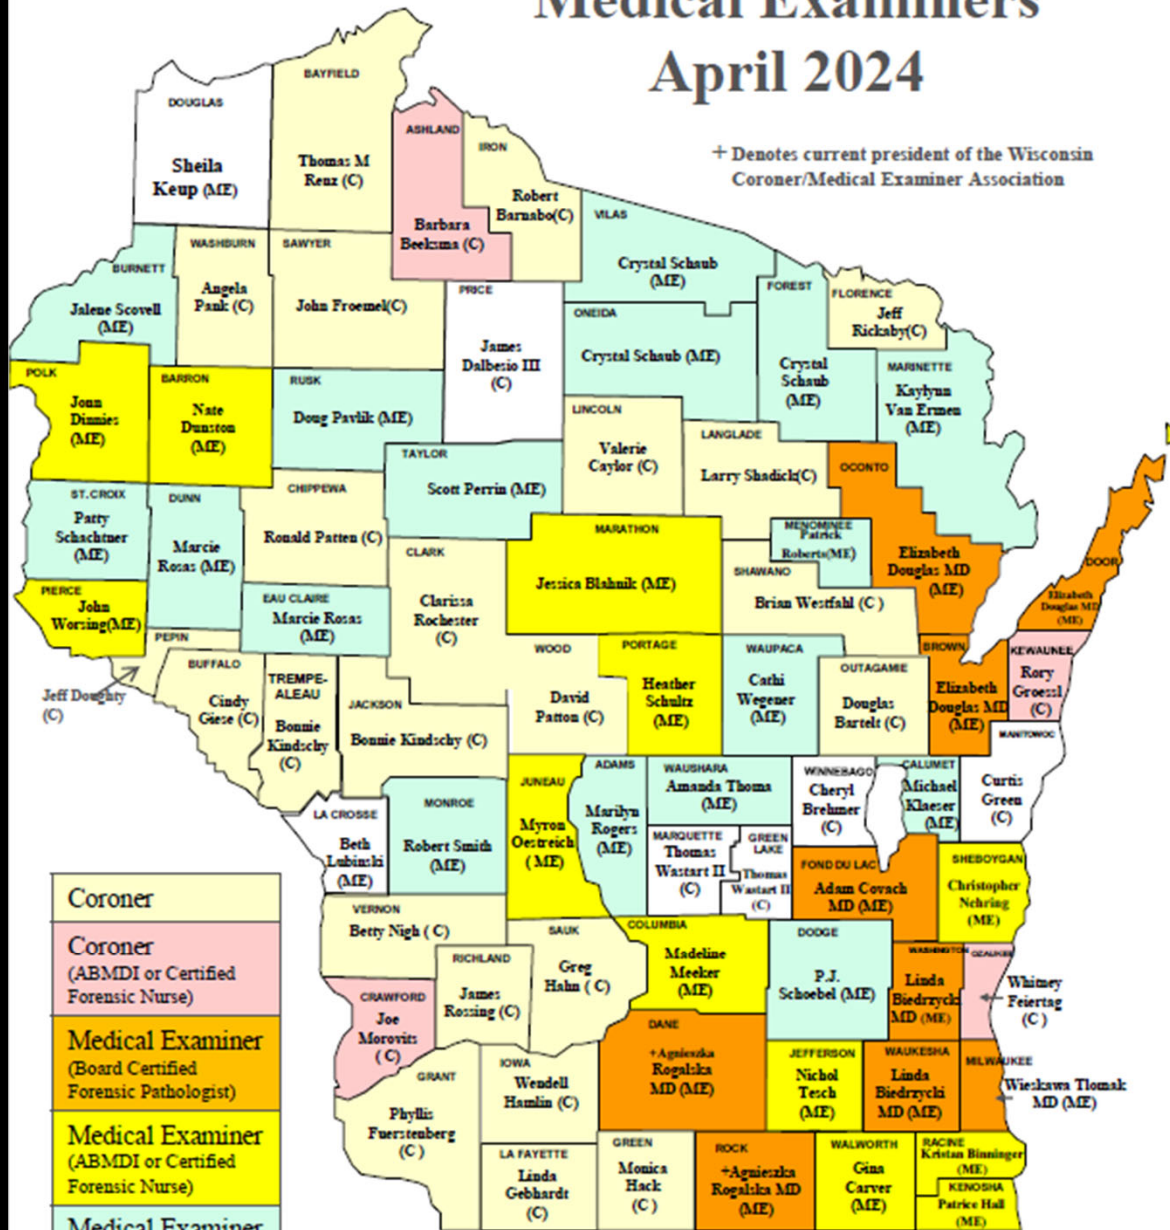 Medical Examiners
April 2024
+ Denotes current president of the Wisconsin
Coroner/Medical Examiner Association
BAYFIELD
Thomas M
Renz (C)
DOUGLAS
Sheila
Keup (ME)
ASHLAND
Barbara
Beeksma (C)
IRON
Robert
Barnabo(C)
VILAS
Crystal Schaub
(ME)
BURNETT
Jalene Scovell
(ME)
WASHBURN
Angela
Pank (C)
SAWYER
John Froemel(C)
PRICE
James
Dalbesio III
(C)
ONEIDA
Crystal Schaub (ME)
FOREST
Crystal
Schaub
(ME)
FLORENCE
Jeff
Rickaby(C)
MARINETTE
Kaylynn
Van Ermen
(ME)
POLK
Jonn
Dinnies
(ME)
BARRON
Nate
Dunston
(ME)
RUSK
Doug Pavlik (ME)
LINCOLN
Valerie
Caylor (C)
LANGLADE
Larry Shadick(C)
OCONTO
Elizabeth
Douglas MD
(ME)
TAYLOR
Scott Perrin (ME)
ST. CROIX
Patty
Schachtner
(ME)
DUNN
Marcie
Rosas (ME)
CHIPPEWA
Ronald Patten (C)
MARATHON
Jessica Blahnik (ME)
MENOMINEE
Patrick
Roberts(ME)
CLARK
Clarissa
Rochester
(C)
SHAWANO
Brian Westfahl (C )
DOOR
Elizabeth
Douglas MD
(ME)
PIERCE
John
Worsing(ME)
EAU CLAIRE
Marcie Rosas
(ME)
PEPIN
Jeff Doughty
(C)
BUFFALO
Cindy
Giese (C)
TREMPE-
ALEAU
Bonnie
Kindschy
(C)
JACKSON
Bonnie Kindschy (C)
WOOD
David
Patton (C)
PORTAGE
Heather
Schultz
(ME)
WAUPACA
Cathi
Wegener
(ME)
OUTAGAMIE
Douglas
Bartelt (C)
BROWN
Elizabeth
Douglas MD
(ME)
KEWAUNEE
Rory
Groessl
(C)
MANITOWOC
Curtis
Green
(C)
LA CROSSE
Beth
Lubinski
(ME)
MONROE
Robert Smith
(ME)
JUNEAU
Myron
Oestreich
( ME)
ADAMS
Marilyn
Rogers
(ME)
WAUSHARA
Amanda Thoma
(ME)
WINNEBAGO
Cheryl
Brehmer
(C)
CALUMET
Michael
Klaeser
(ME)
MARQUETTE
Thomas
Wastart II
(C)
GREEN
LAKE
Thomas
Wastart II
(C)
FOND DU LAC
Adam Covach
MD (ME)
SHEBOYGAN
Christopher
Nehring
(ME)
VERNON
Betty Nigh ( C)
RICHLAND
James
Rossing (C)
SAUK
Greg
Hahn ( C)
COLUMBIA
Madeline
Meeker
(ME)
DODGE
P.J.
Schoebel (ME)
WASHINGTON
Linda
Biedrzycki
MD (ME)
OZAUKEE
Whitney
Feiertag
(C )
CRAWFORD
Joe
Morovits
( C)
GRANT
Phyllis
Fuerstenberg
(C )
IOWA
Wendell
Hamlin (C)
DANE
+Agnieszka
Rogalska
MD (ME)
JEFFERSON
Nichol
Tesch
(ME)
WAUKESHA
Linda
Biedrzycki
MD (ME)
MILWAUKEE
Wieskawa Tlomak
MD (ME)
LA FAYETTE
Linda
Gebhardt
(C)
GREEN
Monica
Hack
(C )
ROCK
+Agnieszka
Rogalska MD
(ME)
WALWORTH
Gina
Carver
(ME)
RACINE
Kristan Binninger
(ME)
KENOSHA
Patrice Hall
(ME)
Coroner
Coroner
(ABMDI or Certified
Forensic Nurse)
Medical Examiner
(Board Certified
Forensic Pathologist)
Medical Examiner
(ABMDI or Certified
Forensic Nurse)
Medical Examiner